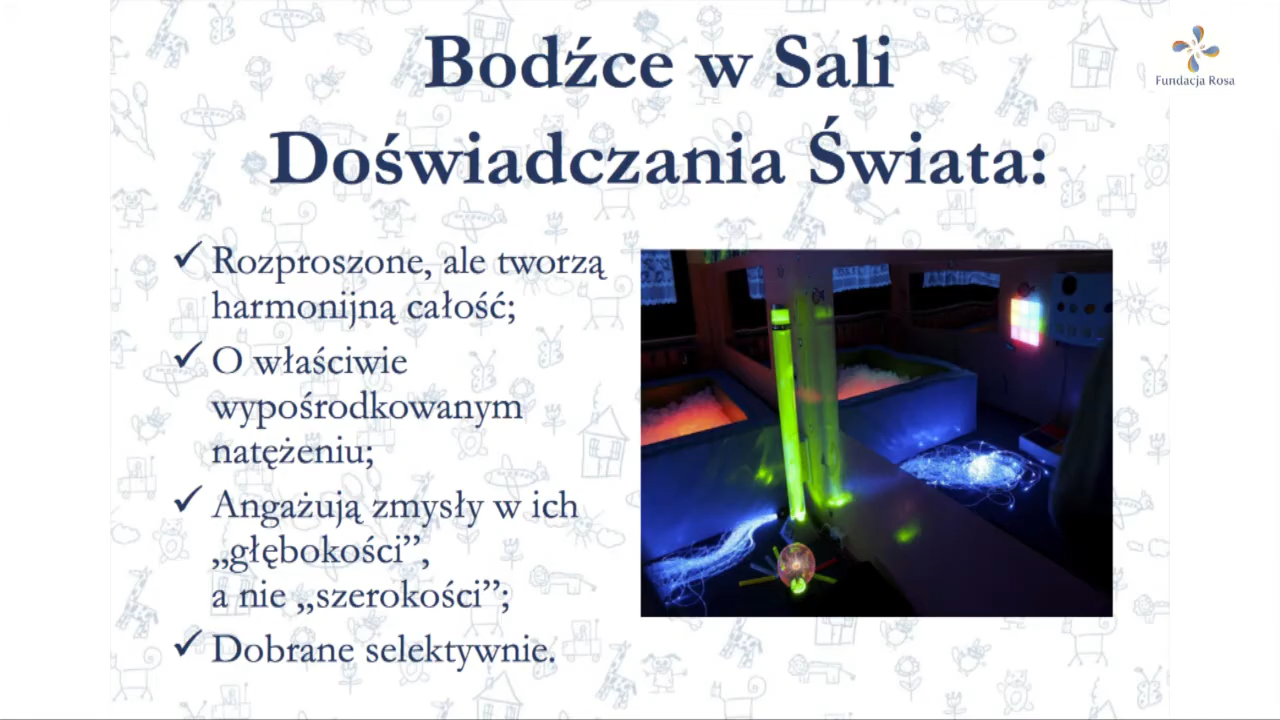 Bodźce w Sali
Doświadczania Świata:
Fundacja Rosa
✓ Rozproszone, ale tworzą
harmonijną całość;
✓ O właściwie
wypośrodkowanym
natężeniu;
✓ Angażują zmysły w ich
„głębokości”,
a nie „szerokości”;
✓ Dobrane selektywnie.